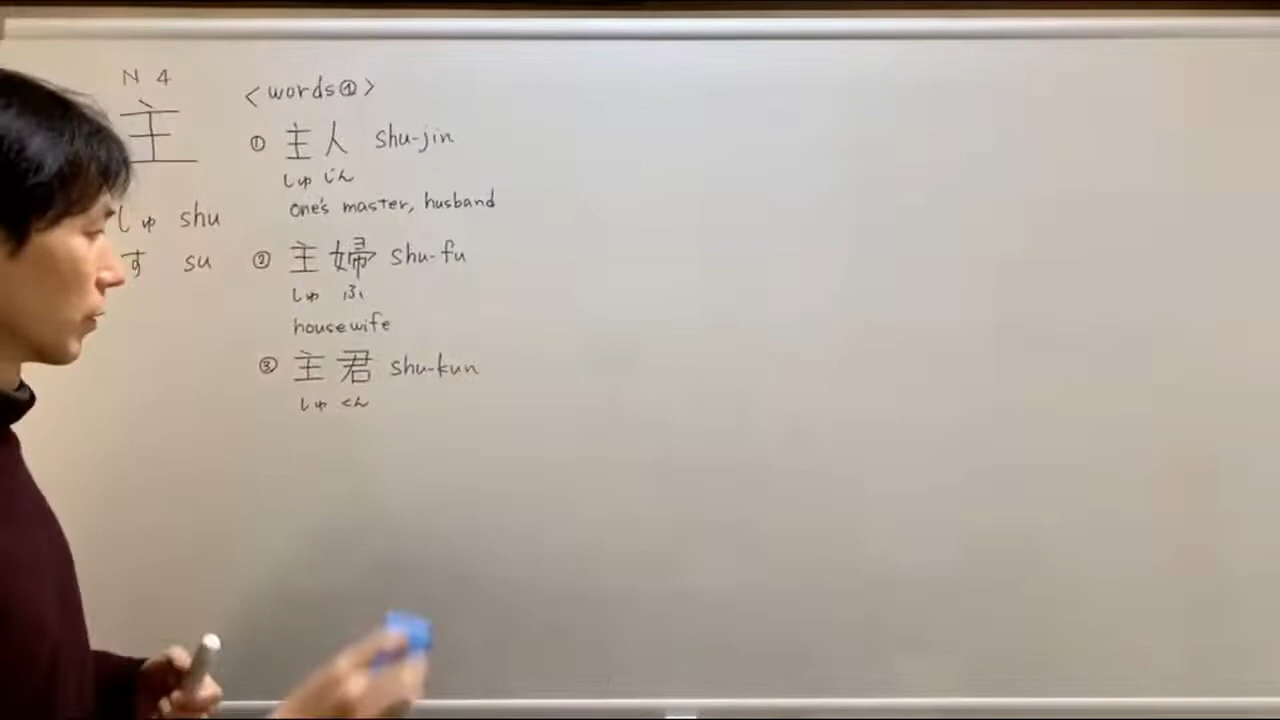 N 4
主
しゅ shu
す su
<words①>
① 主人 shu-jin
しゅ じん
one's master, husband
② 主婦 shu-fu
しゅ ふ
housewife
③ 主君 shu-kun
しゅ くん